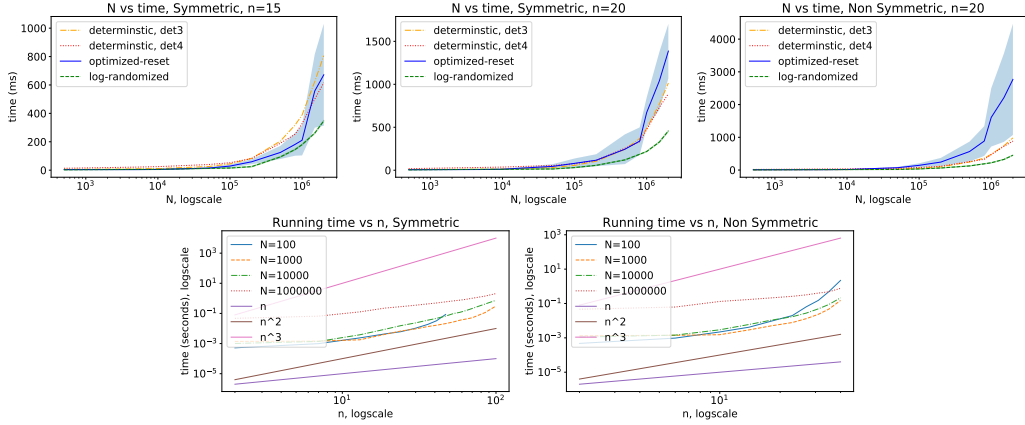 N vs time, Symmetric, n=15
N vs time, Symmetric, n=20
N vs time, Non Symmetric, n=20
time (ms)
1000
800
600
400
200
0
determinstic, det3
determinstic, det4
optimized-reset
log-randomized
10^3
10^4
10^5
10^6
N, logscale
time (ms)
1500
1000
500
0
determinstic, det3
determinstic, det4
optimized-reset
log-randomized
10^3
10^4
10^5
10^6
N, logscale
time (ms)
4000
3000
2000
1000
0
determinstic, det3
determinstic, det4
optimized-reset
log-randomized
10^3
10^4
10^5
10^6
N, logscale
Running time vs n, Symmetric
time (seconds), logscale
10^3
10^1
10^-1
10^-3
10^-5
N=100
N=1000
N=10000
N=1000000
n
n^2
n^3
10^1
10^2
n, logscale
Running time vs n, Non Symmetric
time (seconds), logscale
10^3
10^1
10^-1
10^-3
10^-5
N=100
N=1000
N=10000
N=1000000
n
n^2
n^3
10^1
n, logscale